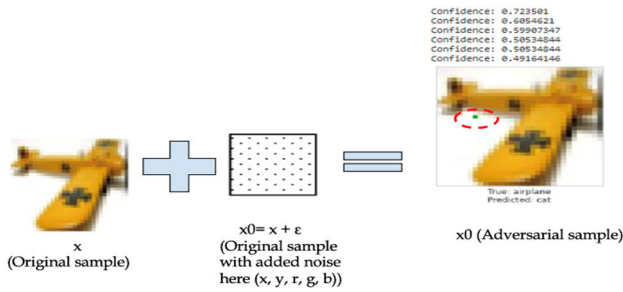 Confidence: 0.723501
Confidence: 0.6054621
Confidence: 0.59907347
Confidence: 0.50534844
Confidence: 0.50534844
Confidence: 0.49164146
True: airplane
Predicted: cat
x
(Original sample)
x0= x + ε
(Original sample
with added noise
here (x, y, r, g, b))
x0 (Adversarial sample)